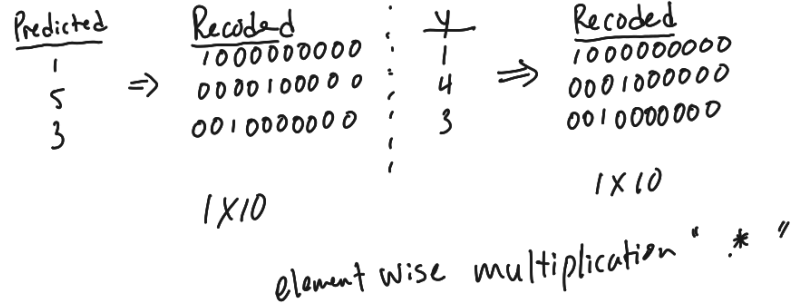 Predicted Recoded Y Recoded
1 1000000000 1 1000000000
5 ⇒ 0000100000 4 ⇒ 0001000000
3 0010000000 3 0010000000
1X10 1X10
element wise multiplication " .* "